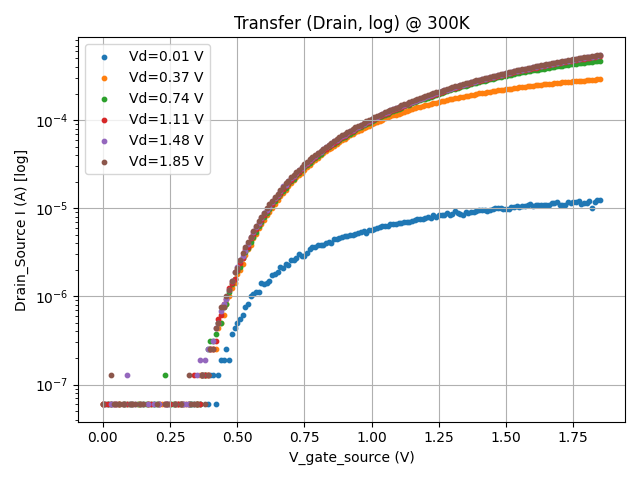 Transfer (Drain, log) @ 300K
Vd=0.01 V
Vd=0.37 V
Vd=0.74 V
Vd=1.11 V
Vd=1.48 V
Vd=1.85 V
Drain_Source I (A) [log]
10⁻⁴
10⁻⁵
10⁻⁶
10⁻⁷
0.00 0.25 0.50 0.75 1.00 1.25 1.50 1.75
V_gate_source (V)